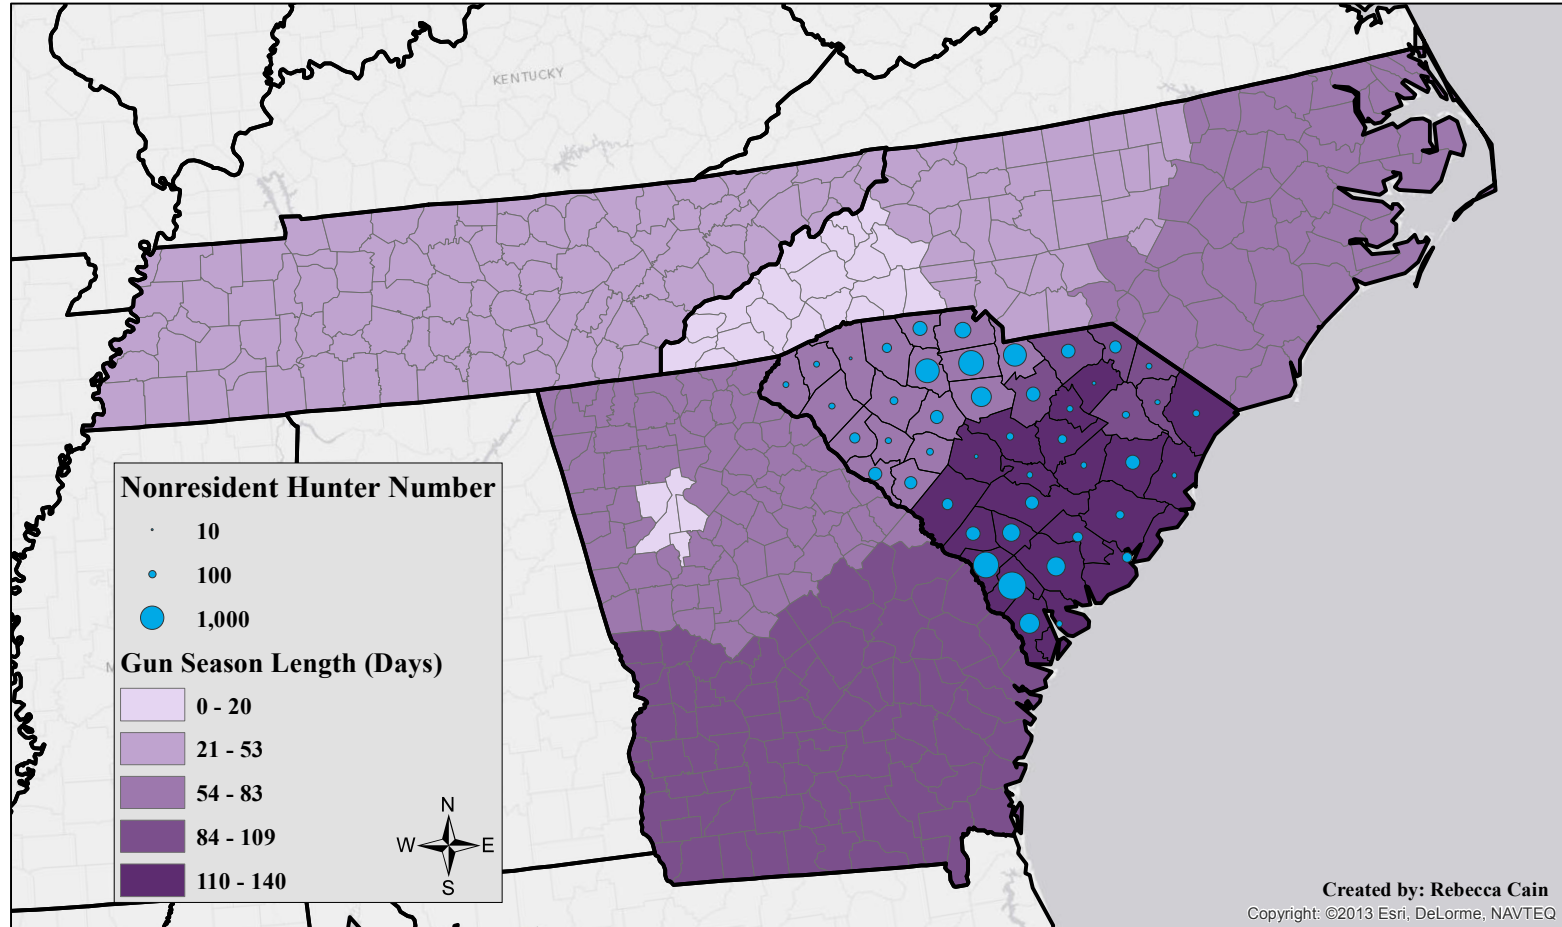 KENTUCKY
Nonresident Hunter Number
10
100
1,000
Gun Season Length (Days)
0 - 20
21 - 53
54 - 83
84 - 109
110 - 140
N
W E
S
Created by: Rebecca Cain
Copyright: ©2013 Esri, DeLorme, NAVTEQ